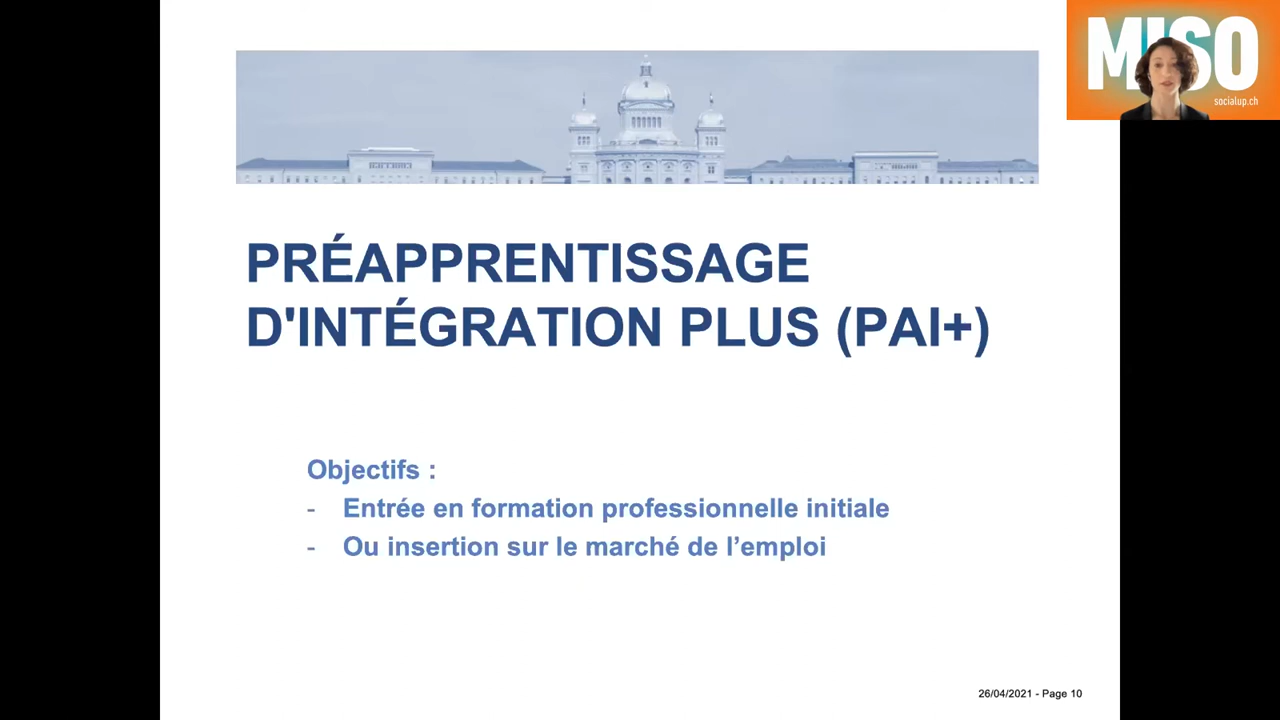 MISO
socialup.ch
PRÉAPPRENTISSAGE
D'INTÉGRATION PLUS (PAI+)
Objectifs :
- Entrée en formation professionnelle initiale
- Ou insertion sur le marché de l’emploi
26/04/2021 - Page 10